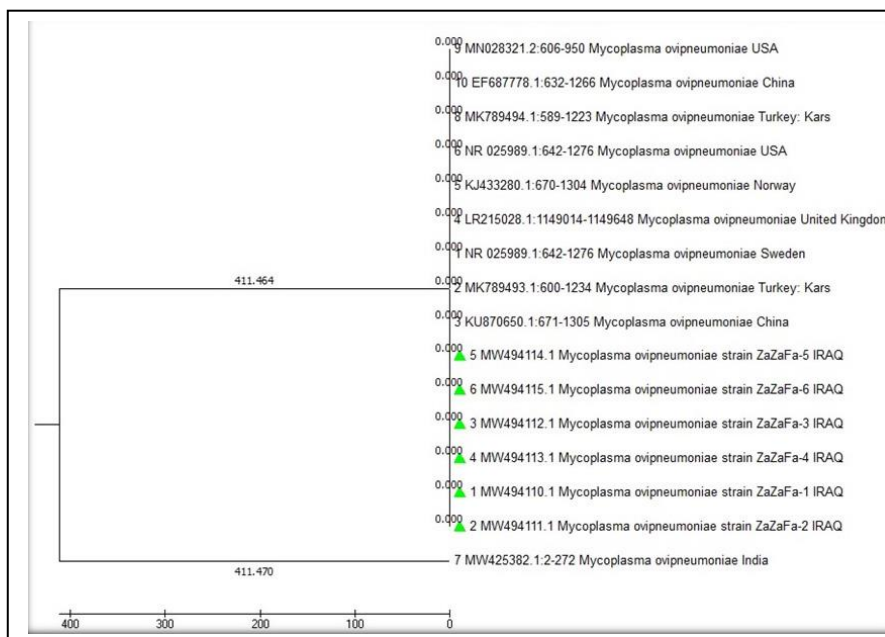 0.000
9 MN028321.2:606-950 Mycoplasma ovipneumoniae USA
0.000
10 EF687778.1:632-1266 Mycoplasma ovipneumoniae China
0.000
8 MK789494.1:589-1223 Mycoplasma ovipneumoniae Turkey: Kars
0.000
6 NR 025989.1:642-1276 Mycoplasma ovipneumoniae USA
0.000
5 KJ433280.1:670-1304 Mycoplasma ovipneumoniae Norway
0.000
4 LR215028.1:1149014-1149648 Mycoplasma ovipneumoniae United Kingdom
0.000
1 NR 025989.1:642-1276 Mycoplasma ovipneumoniae Sweden
411.464
0.000
2 MK789493.1:600-1234 Mycoplasma ovipneumoniae Turkey: Kars
0.000
3 KU870650.1:671-1305 Mycoplasma ovipneumoniae China
0.000
5 MW494114.1 Mycoplasma ovipneumoniae strain ZaZaFa-5 IRAQ
0.000
6 MW494115.1 Mycoplasma ovipneumoniae strain ZaZaFa-6 IRAQ
0.000
3 MW494112.1 Mycoplasma ovipneumoniae strain ZaZaFa-3 IRAQ
0.000
4 MW494113.1 Mycoplasma ovipneumoniae strain ZaZaFa-4 IRAQ
0.000
1 MW494110.1 Mycoplasma ovipneumoniae strain ZaZaFa-1 IRAQ
0.000
2 MW494111.1 Mycoplasma ovipneumoniae strain ZaZaFa-2 IRAQ
7 MW425382.1:2-272 Mycoplasma ovipneumoniae India
411.470
400 300 200 100 0